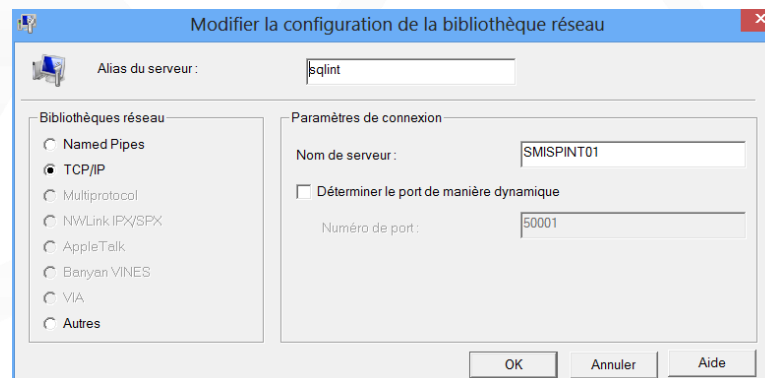 Modifier la configuration de la bibliothèque réseau
Alias du serveur :
sqlint
Bibliothèques réseau
Named Pipes
TCP/IP
Multiprotocol
NWLink IPX/SPX
AppleTalk
Banyan VINES
VIA
Autres
Paramètres de connexion
Nom de serveur :
SMISPINT01
Déterminer le port de manière dynamique
Numéro de port :
50001
OK
Annuler
Aide